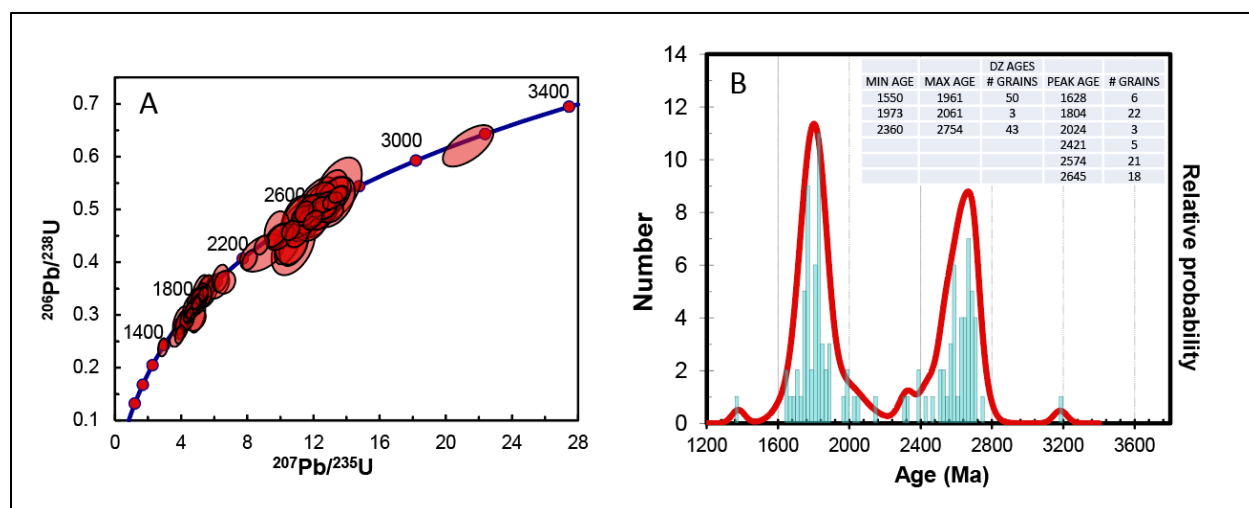 A
0.7
0.6
0.5
0.4
0.3
0.2
0.1
206Pb/238U
3400
3000
2600
2200
1800
1400
0 4 8 12 16 20 24 28
207Pb/235U
B
14
12
10
8
6
4
2
0
Number
DZ AGES
MIN AGE MAX AGE # GRAINS PEAK AGE # GRAINS
1550 1961 50 1628 6
1973 2061 3 1804 22
2360 2754 43 2024 3
2421 5
2574 21
2645 18
Relative probability
1200 1600 2000 2400 2800 3200 3600
Age (Ma)